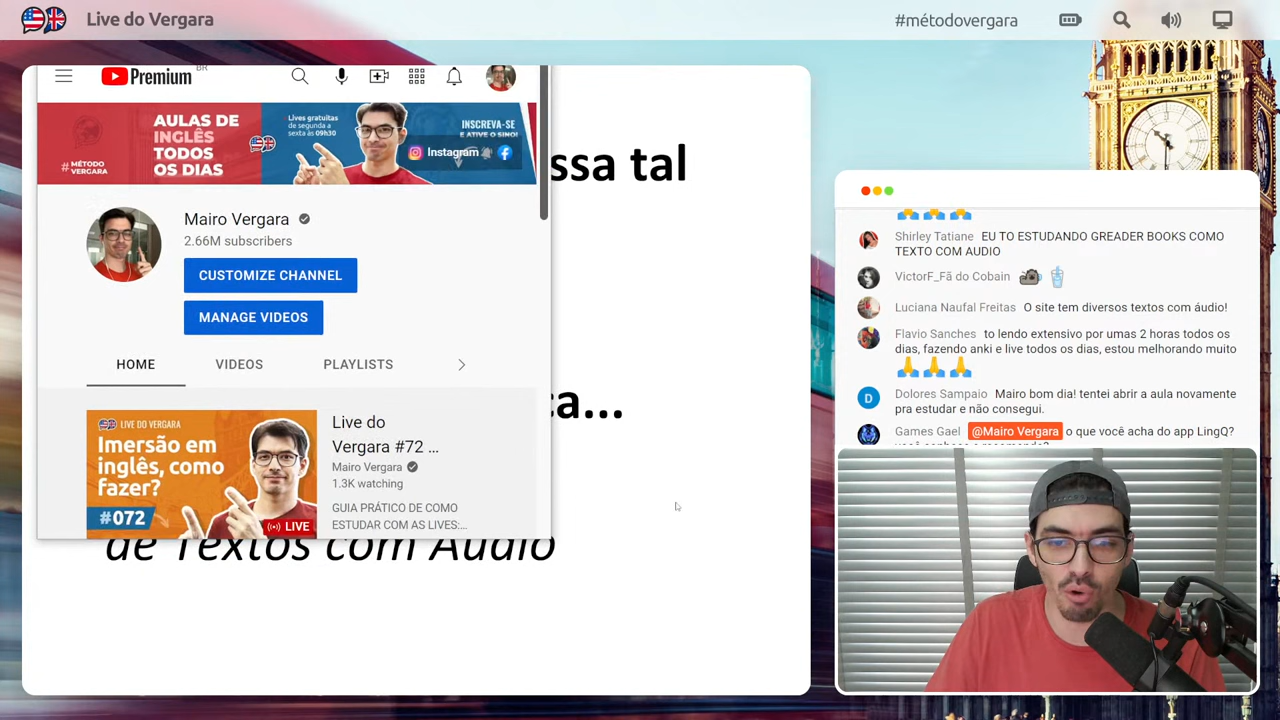 Live do Vergara
#métodovergara
BR
Premium
AULAS DE
INGLÊS
TODOS
OS DIAS
# MÉTODO
VERGARA
Lives gratuitas
de segunda a
sexta às 09h30
INSCREVA-SE
E ATIVE O SINO!
Instagram
Mairo Vergara
2.66M subscribers
CUSTOMIZE CHANNEL
MANAGE VIDEOS
HOME
VIDEOS
PLAYLISTS
LIVE DO VERGARA
Imersão em
inglês, como
fazer?
#072
LIVE
Live do
Vergara #72 ...
Mairo Vergara
1.3K watching
GUIA PRÁTICO DE COMO
ESTUDAR COM AS LIVES:...
ssa tal
ca...
de Textos com Áudio
Shirley Tatiane EU TO ESTUDANDO GREADER BOOKS COMO
TEXTO COM AUDIO
VictorF_Fã do Cobain
Luciana Naufal Freitas O site tem diversos textos com áudio!
Flavio Sanches to lendo extensivo por umas 2 horas todos os
dias, fazendo anki e live todos os dias, estou melhorando muito
D
Dolores Sampaio Mairo bom dia! tentei abrir a aula novamente
pra estudar e não consegui.
Games Gael @Mairo Vergara o que você acha do app LingQ?